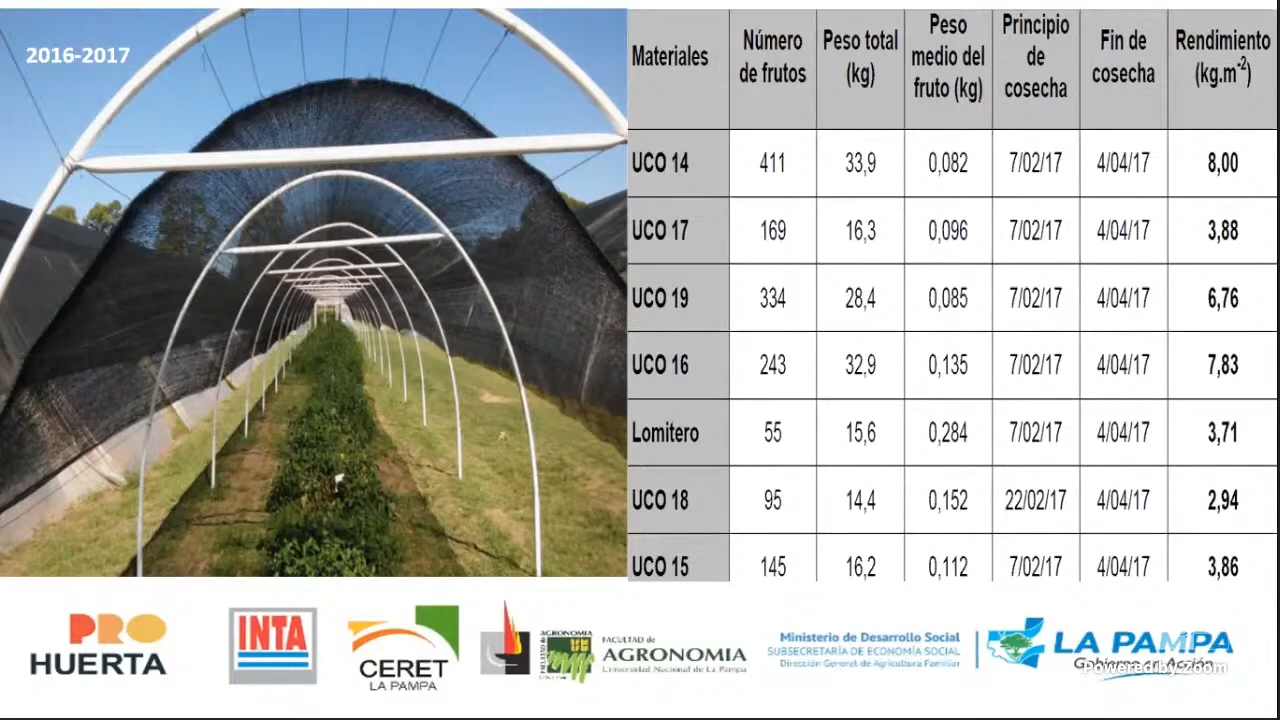 2016-2017
Materiales | Número de frutos | Peso total (kg) | Peso medio del fruto (kg) | Principio de cosecha | Fin de cosecha | Rendimiento (kg.m-2)
UCO 14 | 411 | 33,9 | 0,082 | 7/02/17 | 4/04/17 | 8,00
UCO 17 | 169 | 16,3 | 0,096 | 7/02/17 | 4/04/17 | 3,88
UCO 19 | 334 | 28,4 | 0,085 | 7/02/17 | 4/04/17 | 6,76
UCO 16 | 243 | 32,9 | 0,135 | 7/02/17 | 4/04/17 | 7,83
Lomitero | 55 | 15,6 | 0,284 | 7/02/17 | 4/04/17 | 3,71
UCO 18 | 95 | 14,4 | 0,152 | 22/02/17 | 4/04/17 | 2,94
UCO 15 | 145 | 16,2 | 0,112 | 7/02/17 | 4/04/17 | 3,86
PRO
HUERTA
INTA
CERET
LA PAMPA
AGRONOMIA
FACULTAD de
AGRONOMIA
Universidad Nacional de La Pampa
Ministerio de Desarrollo Social
SUBSECRETARÍA DE ECONOMÍA SOCIAL
Dirección General de Agricultura Familiar
LA PAMPA
Powered by Zoom